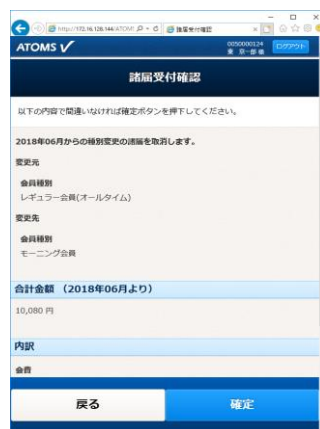 http://172.16.128.144/ATOMS
諸届受付確認
ATOMS
0050000124
東 京一郎 様
ログアウト
諸届受付確認
以下の内容で間違いなければ確定ボタンを押下してください。
2018年06月からの種別変更の諸届を取消します。
変更元
会員種別
レギュラー会員(オールタイム)
変更先
会員種別
モーニング会員
合計金額 (2018年06月より)
10,080 円
内訳
会費
戻る
確定